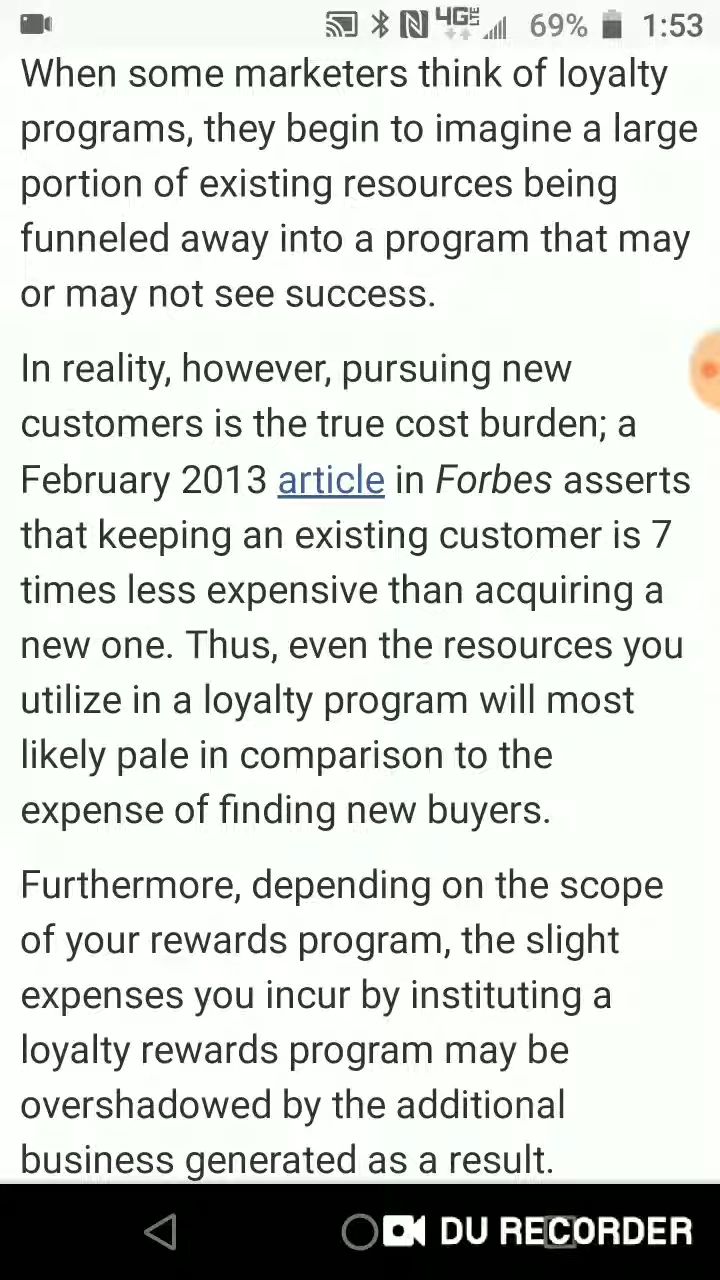 4G LTE 69% 1:53
When some marketers think of loyalty
programs, they begin to imagine a large
portion of existing resources being
funneled away into a program that may
or may not see success.
In reality, however, pursuing new
customers is the true cost burden; a
February 2013 article in Forbes asserts
that keeping an existing customer is 7
times less expensive than acquiring a
new one. Thus, even the resources you
utilize in a loyalty program will most
likely pale in comparison to the
expense of finding new buyers.
Furthermore, depending on the scope
of your rewards program, the slight
expenses you incur by instituting a
loyalty rewards program may be
overshadowed by the additional
business generated as a result.
DU RECORDER